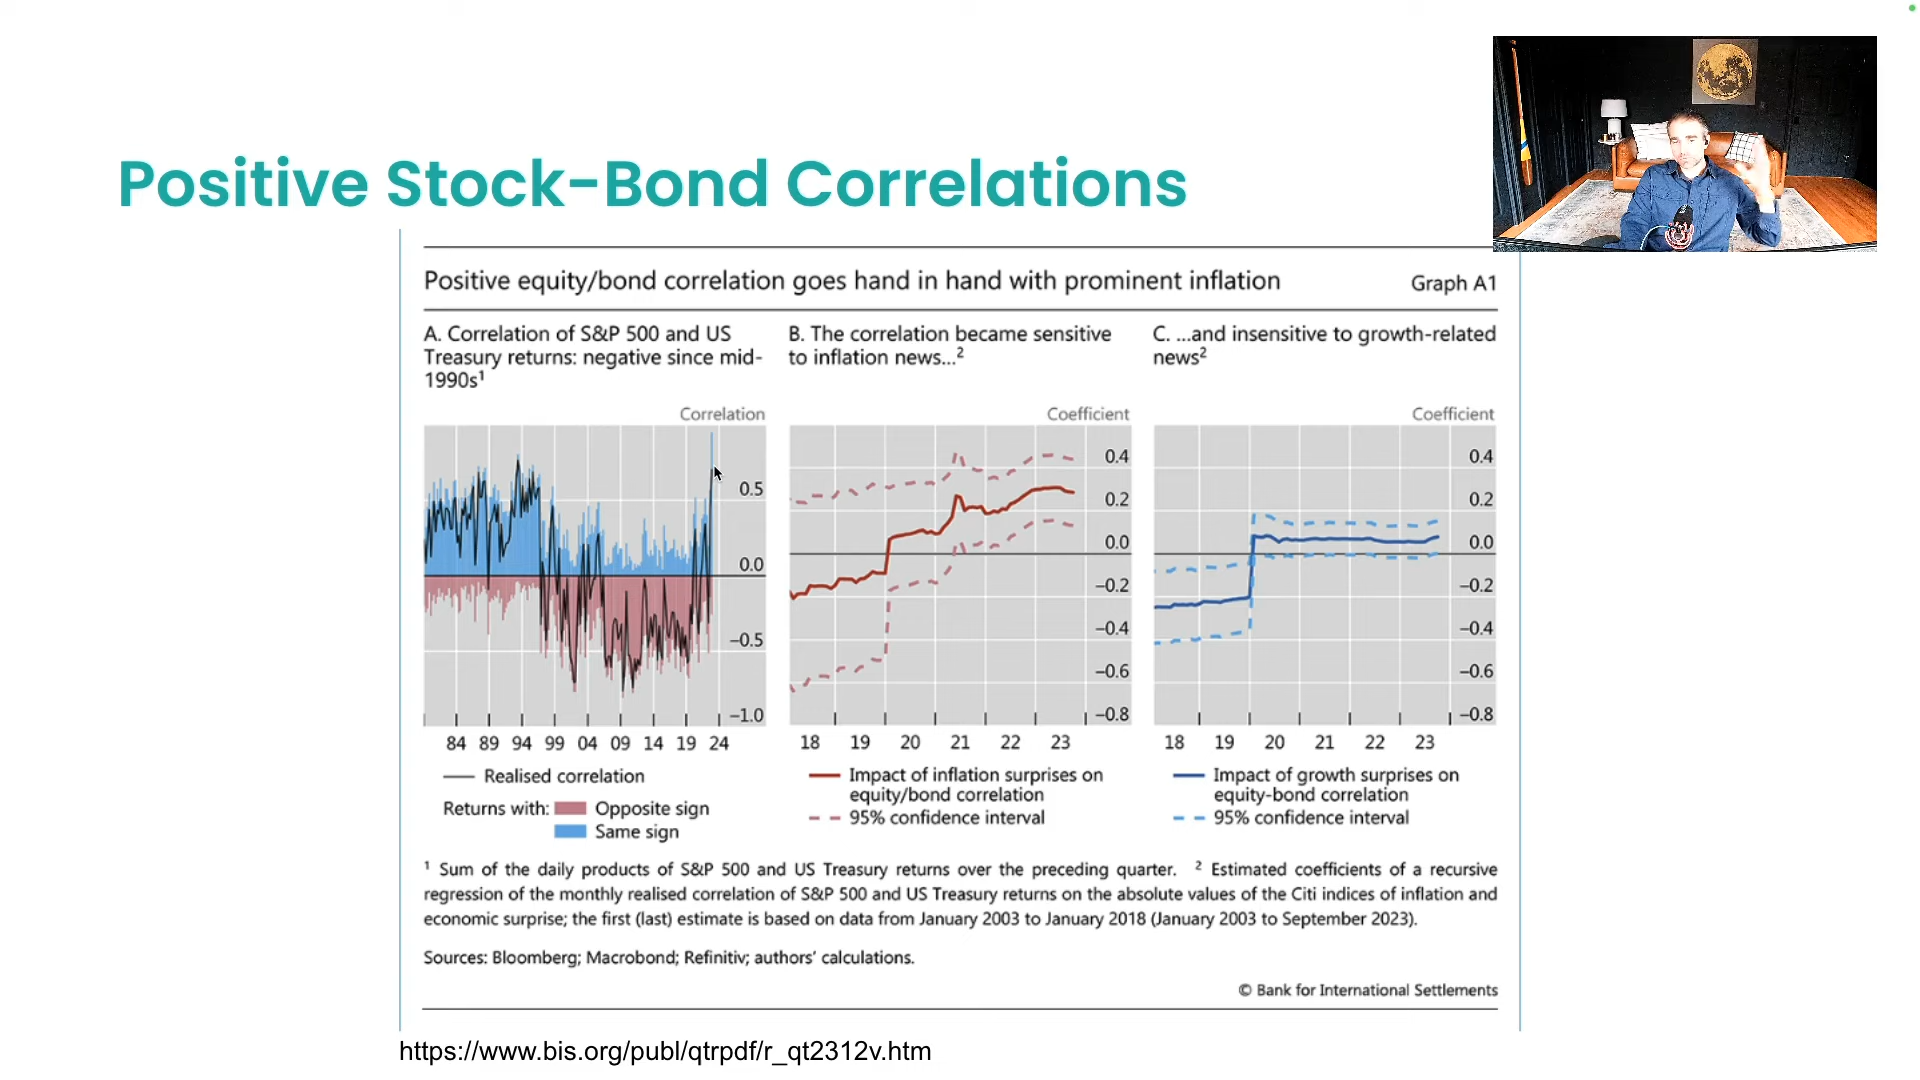 Positive Stock-Bond Correlations
Positive equity/bond correlation goes hand in hand with prominent inflation
Graph A1
A. Correlation of S&P 500 and US
Treasury returns: negative since mid-
1990s¹
B. The correlation became sensitive
to inflation news...²
C. ...and insensitive to growth-related
news²
Correlation
Coefficient
Coefficient
0.5
0.0
−0.5
−1.0
84 89 94 99 04 09 14 19 24
0.4
0.2
0.0
−0.2
−0.4
−0.6
−0.8
18 19 20 21 22 23
0.4
0.2
0.0
−0.2
−0.4
−0.6
−0.8
18 19 20 21 22 23
Realised correlation
Returns with: Opposite sign
Same sign
Impact of inflation surprises on
equity/bond correlation
95% confidence interval
Impact of growth surprises on
equity-bond correlation
95% confidence interval
¹ Sum of the daily products of S&P 500 and US Treasury returns over the preceding quarter. ² Estimated coefficients of a recursive
regression of the monthly realised correlation of S&P 500 and US Treasury returns on the absolute values of the Citi indices of inflation and
economic surprise; the first (last) estimate is based on data from January 2003 to January 2018 (January 2003 to September 2023).
Sources: Bloomberg; Macrobond; Refinitiv; authors' calculations.
© Bank for International Settlements
https://www.bis.org/publ/qtrpdf/r_qt2312v.htm